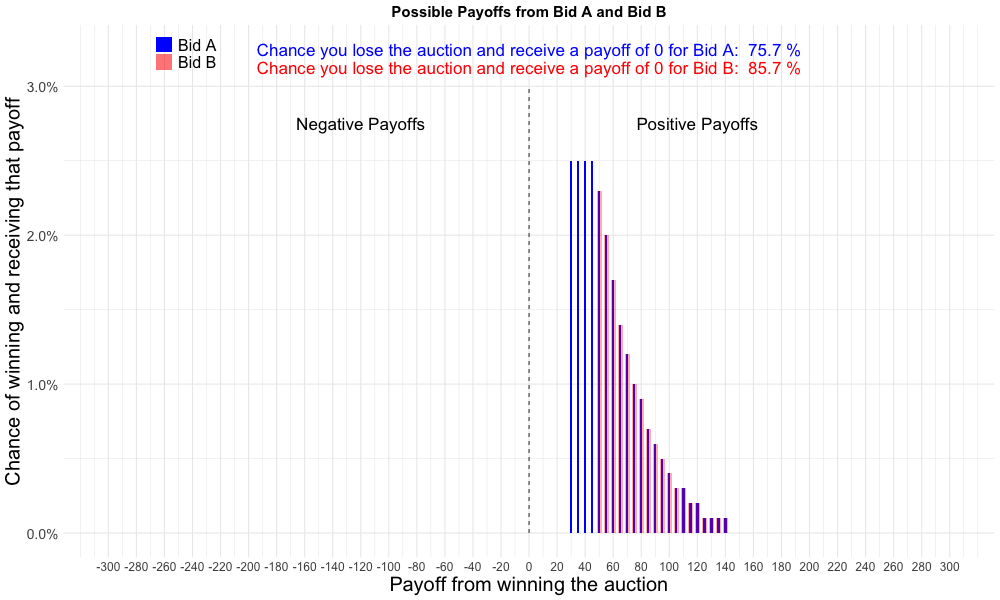 Possible Payoffs from Bid A and Bid B
Bid A
Bid B
Chance you lose the auction and receive a payoff of 0 for Bid A:  75.7 %
Chance you lose the auction and receive a payoff of 0 for Bid B:  85.7 %
Negative Payoffs
Positive Payoffs
Chance of winning and receiving that payoff
3.0%
2.0%
1.0%
0.0%
-300 -280 -260 -240 -220 -200 -180 -160 -140 -120 -100 -80 -60 -40 -20 0 20 40 60 80 100 120 140 160 180 200 220 240 260 280 300
Payoff from winning the auction